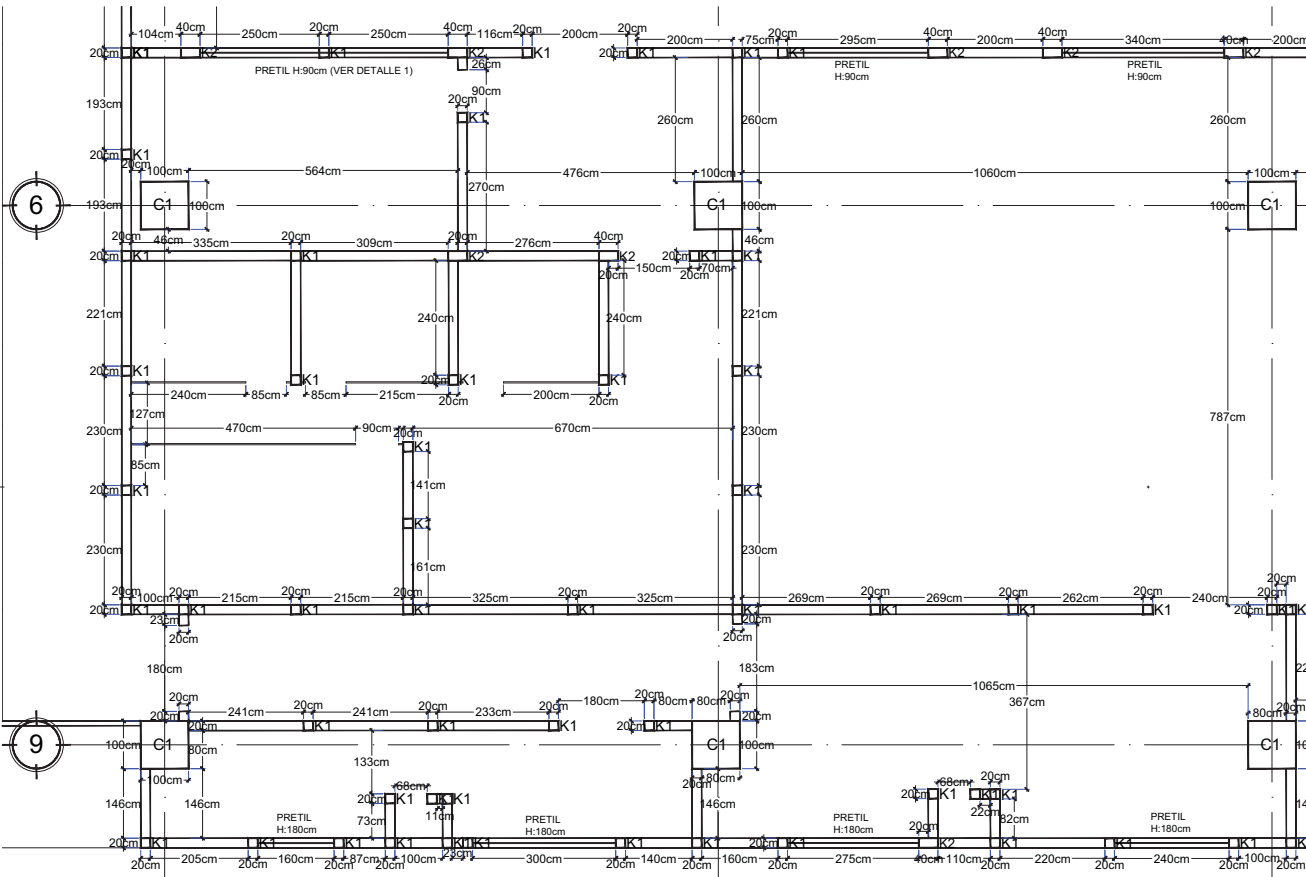 104cm 40cm 250cm 20cm 250cm 40cm 116cm 20cm 200cm 20cm 200cm 75cm 20cm 295cm 40cm 200cm 40cm 340cm 40cm 200cm
20cm K1 K2 K1 K2 K1 20cm K1 K1 K1 K2 K2 K2
PRETIL H:90cm (VER DETALLE 1) 26cm
PRETIL
H:90cm
PRETIL
H:90cm
193cm 20cm 90cm
K1 260cm 260cm 260cm
20cm K1
20cm 100cm 564cm 476cm 100cm 1060cm 100cm
6 193cm C1 100cm 270cm C1 100cm 100cm C1
20cm 46cm 335cm 20cm 309cm 20cm 276cm 40cm 46cm
20cm K1 K1 K2 K2 20cm K1 K1
150cm 70cm
20cm 20cm
221cm 240cm 240cm 221cm
20cm K1 K1 20cm K1 K1 20cm K1
240cm 85cm 85cm 215cm 20cm 200cm 20cm
127cm 787cm
230cm 470cm 90cm 20cm 670cm 230cm
K1
85cm
20cm K1 141cm 20cm K1
K1
230cm 161cm 230cm
20cm 100cm 20cm 215cm 20cm 215cm 20cm 325cm 20cm 325cm 269cm 20cm 269cm 20cm 262cm 20cm 240cm 20cm 20cm
20cm K1 K1 K1 K1 K1 K1 K1 K1 K1 20cm K1
23cm 20cm
20cm
180cm 183cm
1065cm
20cm 180cm 20cm 80cm 20cm 367cm 80cm 20cm
20cm 20cm 241cm 20cm 241cm 20cm 233cm 20cm 20cm 20cm
K1 K1 K1 K1
9 100cm C1 80cm C1 100cm C1
133cm
100cm 68cm 20cm 80cm 68cm 20cm
146cm 146cm 20cm K1 K1 K1 146cm 20cm K1 K1 K1
73cm 11cm 22cm 82cm
PRETIL
H:180cm
PRETIL
H:180cm
PRETIL
H:180cm
PRETIL
H:180cm
20cm K1 K1 K1 K1 K1 K1 K1 20cm K1 20cm K2 K1 K1 K1
20cm 205cm 20cm 160cm 20cm 87cm 20cm 100cm 23cm 300cm 20cm 140cm 20cm 160cm 20cm 275cm 40cm 110cm 20cm 220cm 20cm 240cm 20cm 100cm 20cm